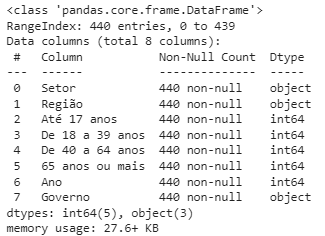 <class 'pandas.core.frame.DataFrame'>
RangeIndex: 440 entries, 0 to 439
Data columns (total 8 columns):
 #   Column          Non-Null Count  Dtype
---  ------          --------------  -----
 0   Setor           440 non-null    object
 1   Região          440 non-null    object
 2   Até 17 anos     440 non-null    int64
 3   De 18 a 39 anos  440 non-null    int64
 4   De 40 a 64 anos  440 non-null    int64
 5   65 anos ou mais  440 non-null    int64
 6   Ano             440 non-null    int64
 7   Governo         440 non-null    object
dtypes: int64(5), object(3)
memory usage: 27.6+ KB